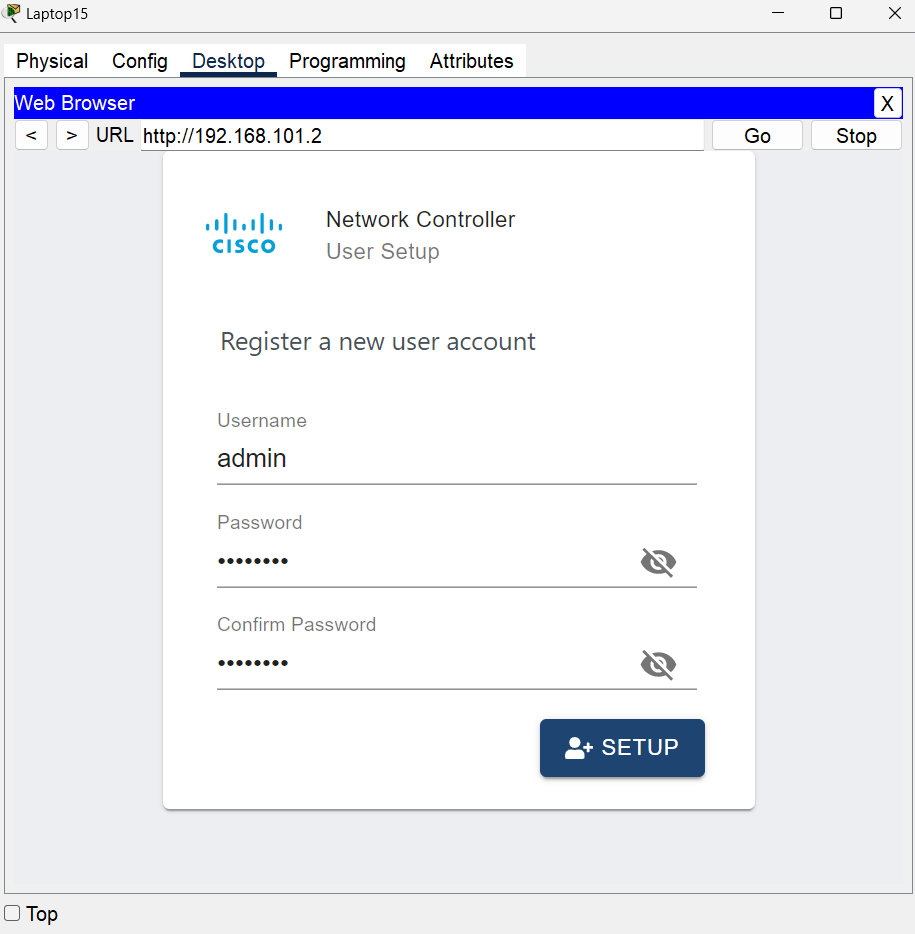 Laptop15
Physical Config Desktop Programming Attributes
Web Browser X
< > URL http://192.168.101.2 Go Stop
CISCO
Network Controller
User Setup
Register a new user account
Username
admin
Password
••••••••
Confirm Password
••••••••
SETUP
Top